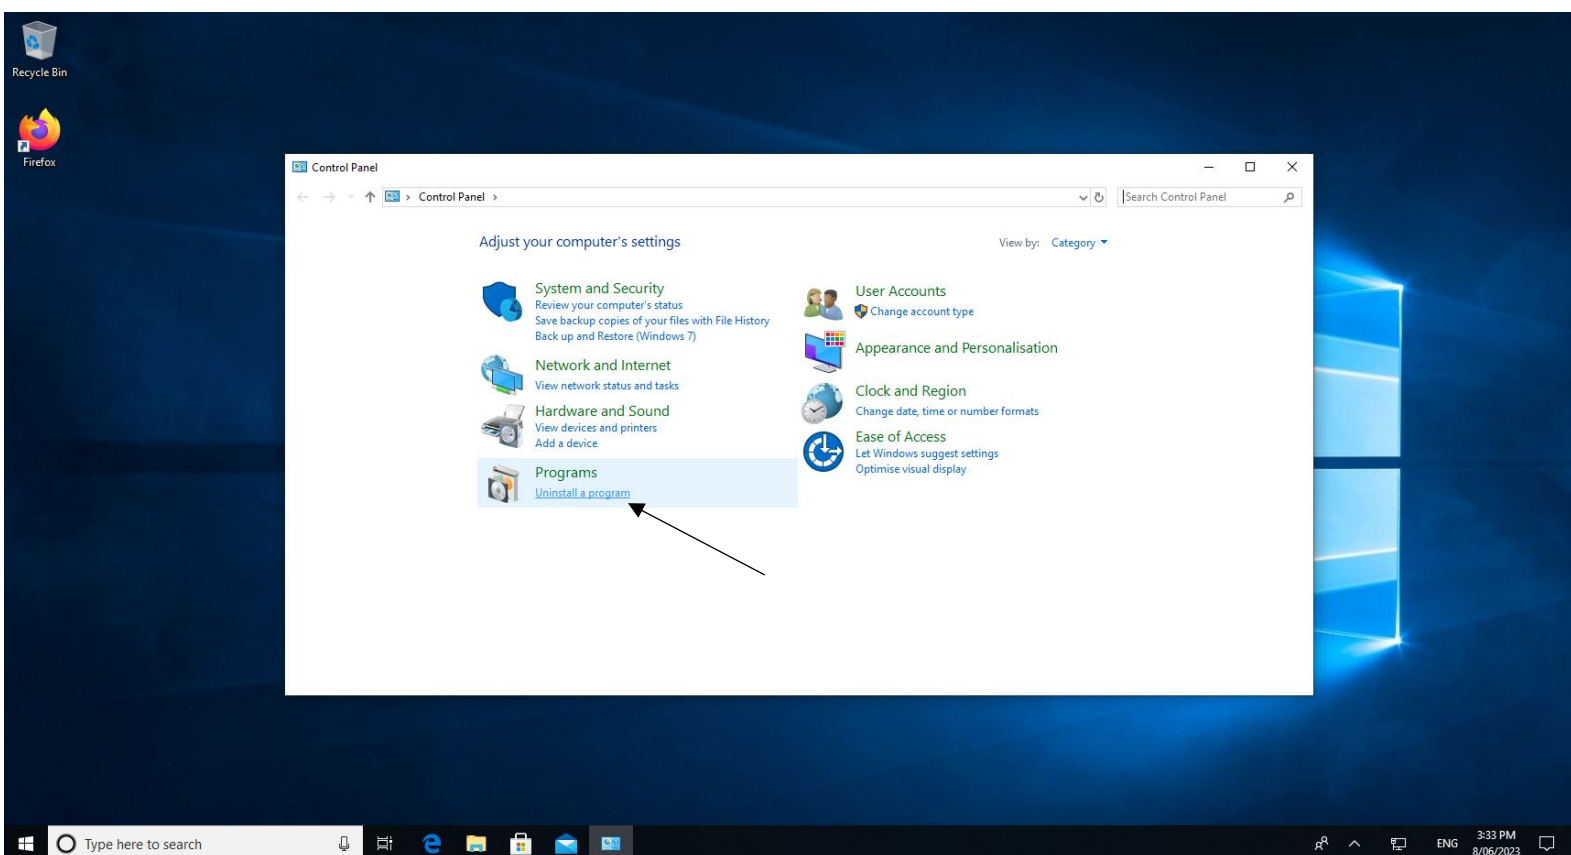 Recycle Bin
Firefox
Control Panel
Control Panel
Search Control Panel
Adjust your computer's settings
View by: Category
System and Security
Review your computer's status
Save backup copies of your files with File History
Back up and Restore (Windows 7)
Network and Internet
View network status and tasks
Hardware and Sound
View devices and printers
Add a device
Programs
Uninstall a program
User Accounts
Change account type
Appearance and Personalisation
Clock and Region
Change date, time or number formats
Ease of Access
Let Windows suggest settings
Optimise visual display
Type here to search
ENG
3:33 PM
8/06/2023